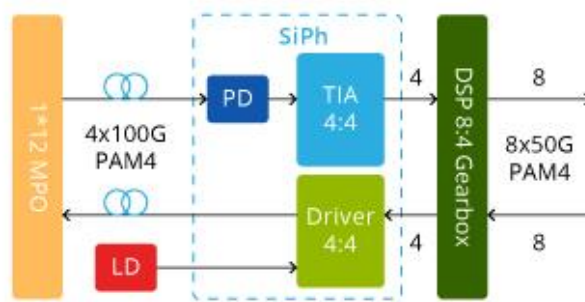 SiPh
1*12 MPO
4x100G
PAM4
PD
TIA
4:4
4
DSP 8:4 Gearbox
8
8x50G
PAM4
LD
Driver
4:4
4
8